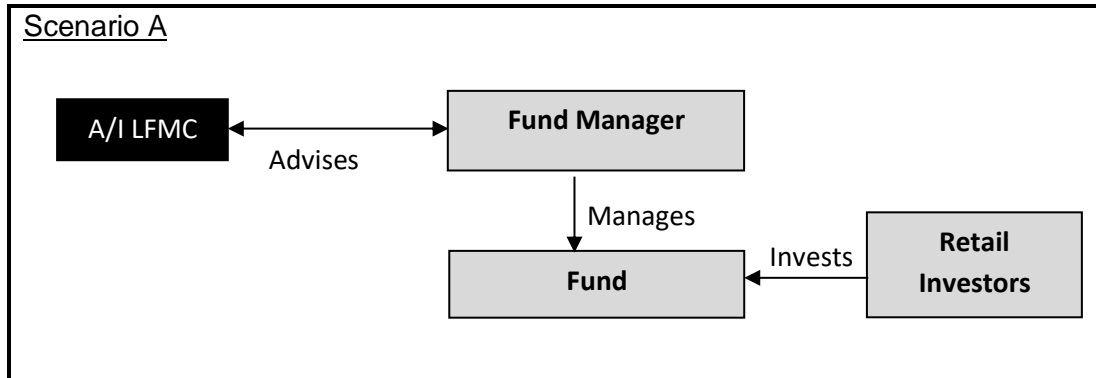 Scenario A
A/I LFMC
Fund Manager
Advises
Manages
Fund
Invests
Retail
Investors